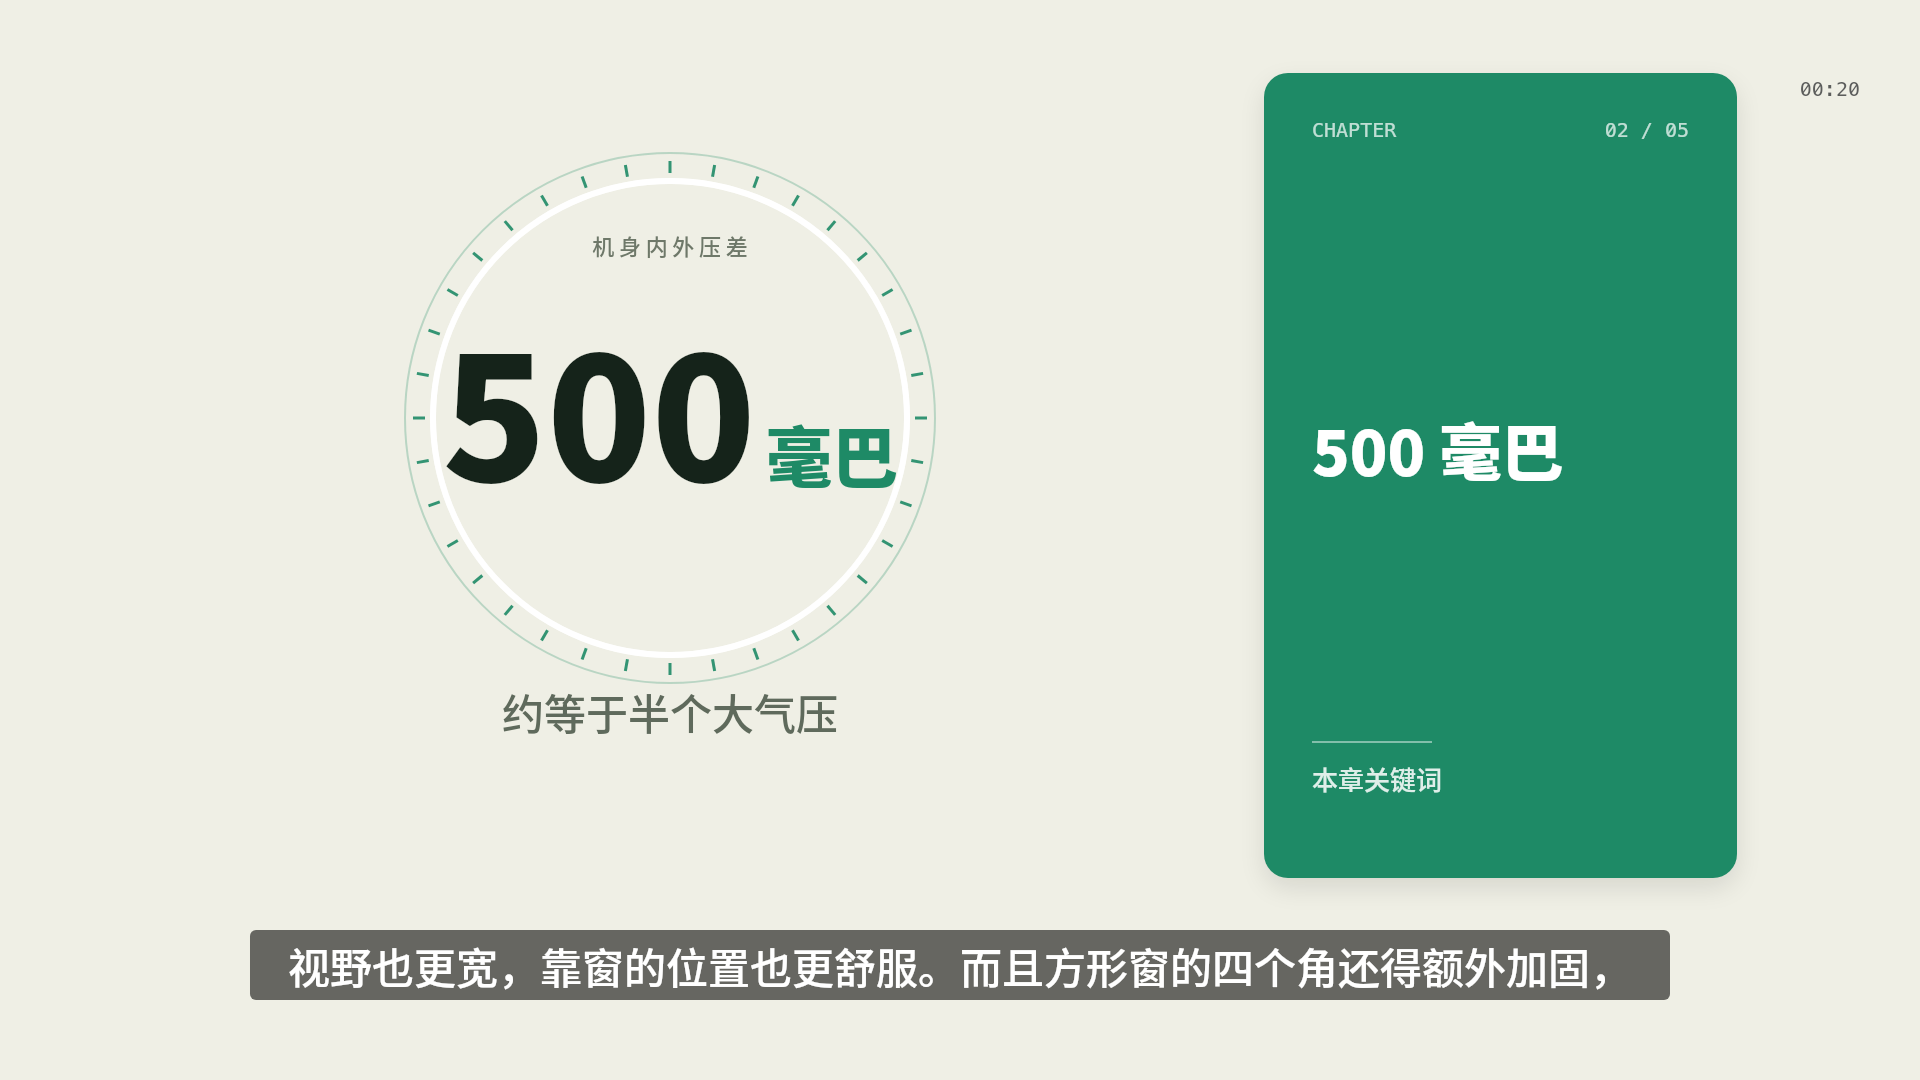 00:20
CHAPTER 02 / 05
机身内外压差
500 毫巴
约等于半个大气压
500 毫巴
本章关键词
视野也更宽，靠窗的位置也更舒服。而且方形窗的四个角还得额外加固，